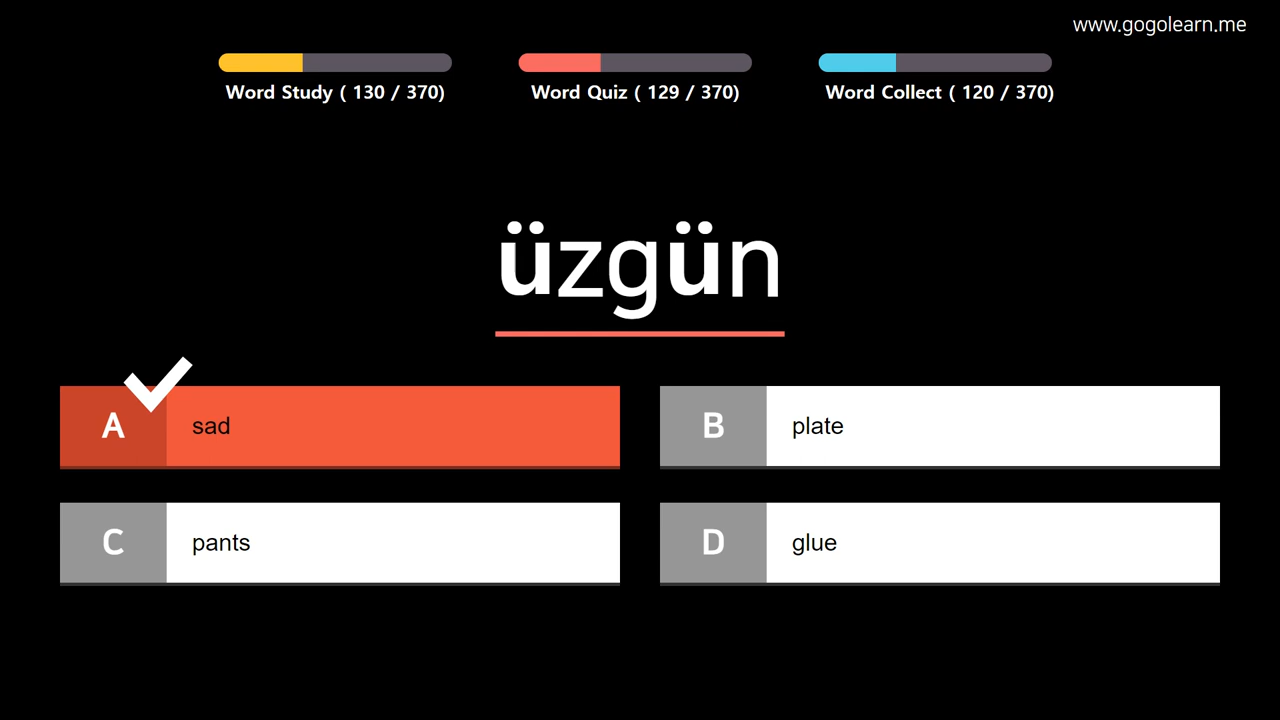 www.gogolearn.me
Word Study ( 130 / 370)
Word Quiz ( 129 / 370)
Word Collect ( 120 / 370)
üzgün
A sad
B plate
C pants
D glue